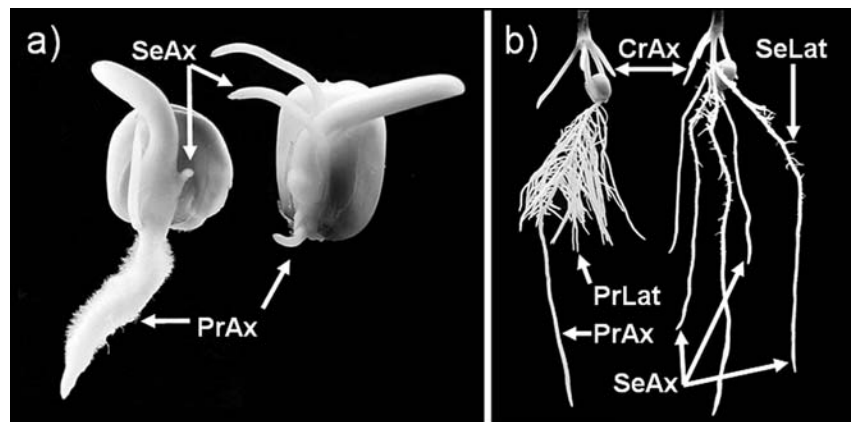 a)
SeAx
PrAx
b)
CrAx
SeLat
PrLat
PrAx
SeAx